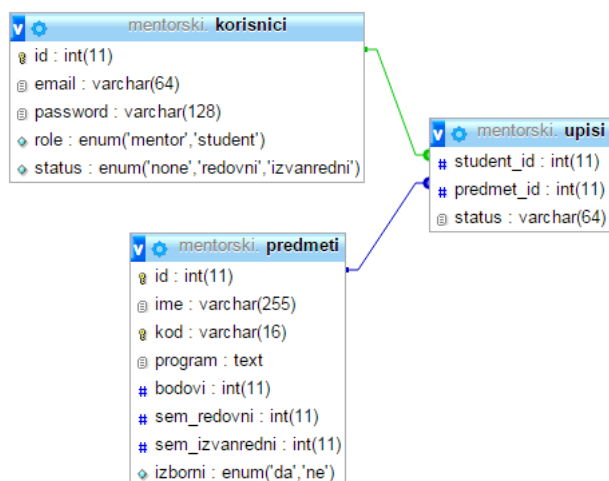 mentorski. korisnici
id : int(11)
email : varchar(64)
password : varchar(128)
role : enum('mentor','student')
status : enum('none','redovni','izvanredni')
mentorski. upisi
student_id : int(11)
predmet_id : int(11)
status : varchar(64)
mentorski. predmeti
id : int(11)
ime : varchar(255)
kod : varchar(16)
program : text
bodovi : int(11)
sem_redovni : int(11)
sem_izvanredni : int(11)
izborni : enum('da','ne')